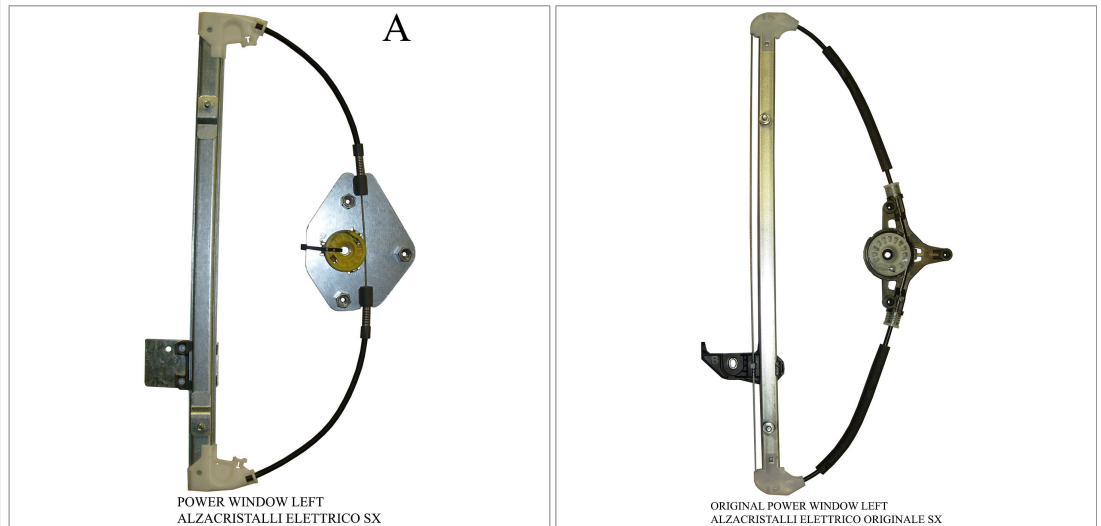 A
POWER WINDOW LEFT
ALZACRISTALLI ELETTRICO SX
ORIGINAL POWER WINDOW LEFT
ALZACRISTALLI ELETTRICO ORIGINALE SX